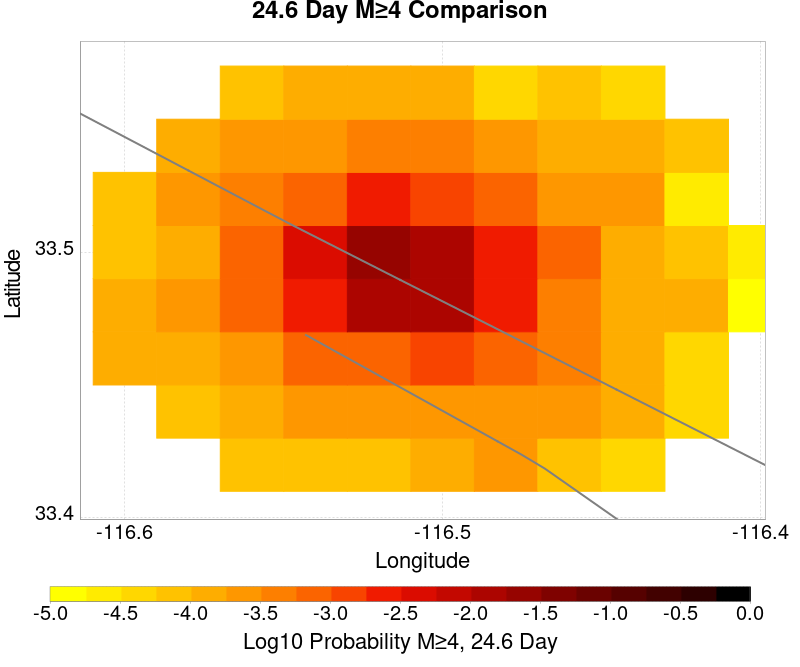 24.6 Day M≥4 Comparison
33.5
Latitude
33.4
-116.6 -116.5 -116.4
Longitude
-5.0 -4.5 -4.0 -3.5 -3.0 -2.5 -2.0 -1.5 -1.0 -0.5 0.0
Log10 Probability M≥4, 24.6 Day